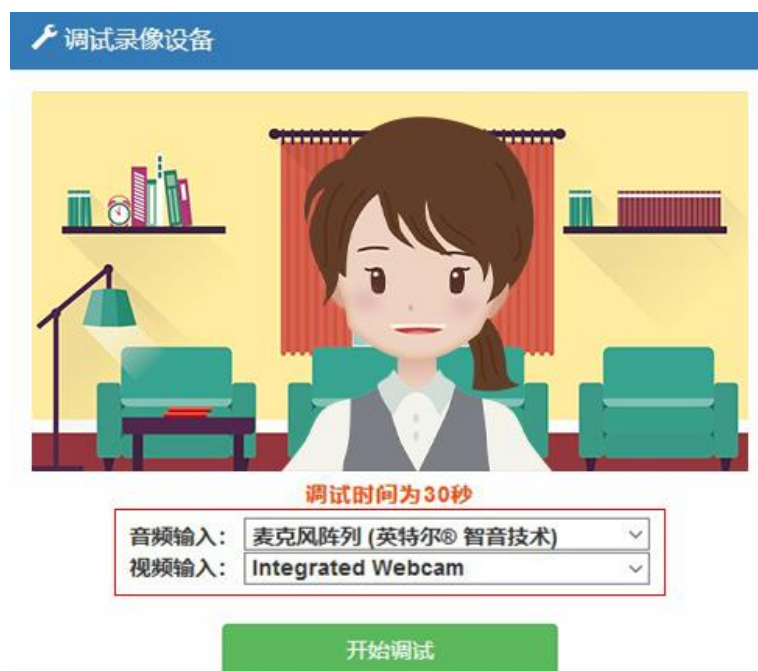 调试录像设备
调试时间为30秒
音频输入： 麦克风阵列 (英特尔® 智音技术)
视频输入： Integrated Webcam
开始调试